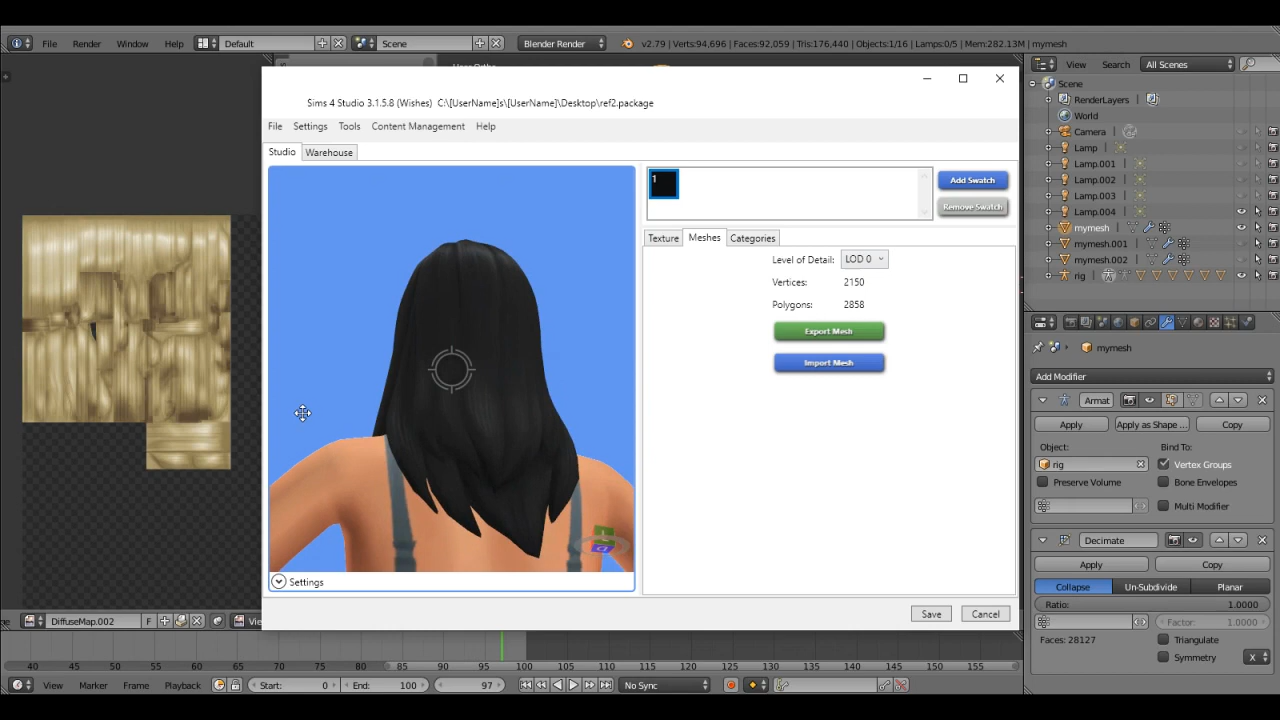 File Render Window Help Default Scene Blender Render v2.79 | Verts:94,696 | Faces:92,059 | Tris:176,440 | Objects:1/16 | Lamps:0/5 | Mem:282.13M | mymesh
View Search All Scenes
Sims 4 Studio 3.1.5.8 (Wishes) C:\[UserName]s\[UserName]\Desktop\ref2.package
File Settings Tools Content Management Help
Studio Warehouse
1
Add Swatch
Remove Swatch
Texture Meshes Categories
Level of Detail: LOD 0
Vertices: 2150
Polygons: 2858
Export Mesh
Import Mesh
Settings
Save Cancel
Scene
RenderLayers
World
Camera
Lamp
Lamp.001
Lamp.002
Lamp.003
Lamp.004
mymesh
mymesh.001
mymesh.002
rig
mymesh
Add Modifier
Armat
Apply Apply as Shape ... Copy
Object: Bind To:
rig Vertex Groups
Preserve Volume Bone Envelopes
Multi Modifier
Decimate
Apply Copy
Collapse Un-Subdivide Planar
Ratio: 1.0000
Factor: 1.0000
Faces: 28127 Triangulate
Symmetry X
DiffuseMap.002 F
40 45 50 55 60 65 70 75 80 85 90 95 100 105 110 115 120 125 130 135 140 145 150 155
View Marker Frame Playback Start: 0 End: 100 97 No Sync